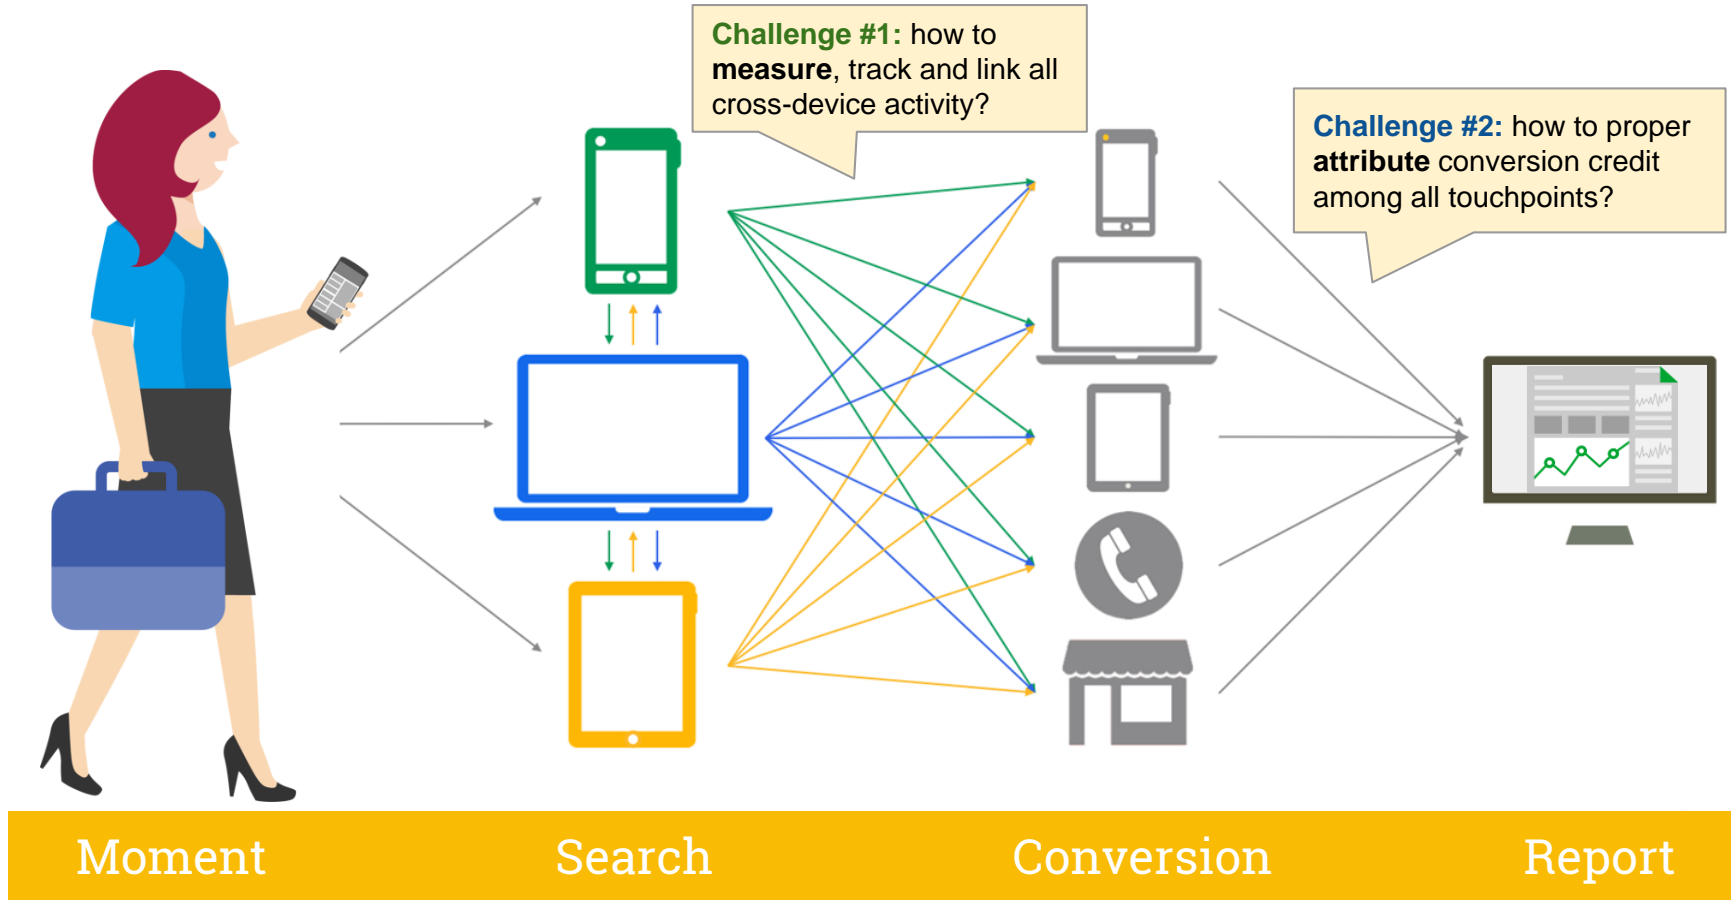 Challenge #1: how to
measure, track and link all
cross-device activity?
Challenge #2: how to proper
attribute conversion credit
among all touchpoints?
Moment
Search
Conversion
Report